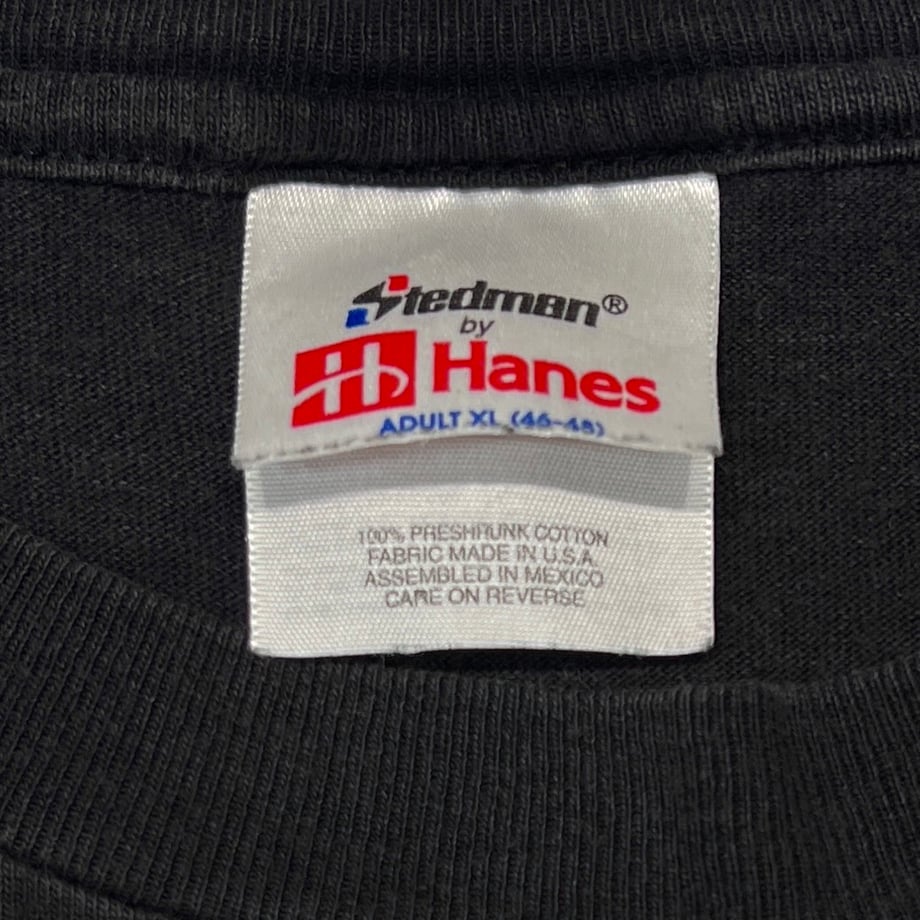 Stedman®
by
Hanes
ADULT XL (46-48)
100% PRESHRUNK COTTON
FABRIC MADE IN U.S.A.
ASSEMBLED IN MEXICO
CARE ON REVERSE